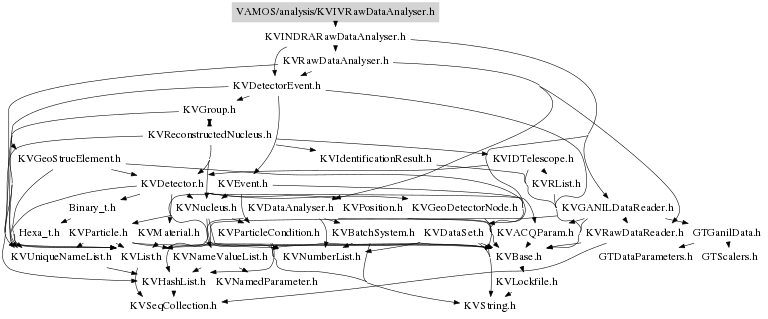 VAMOS/analysis/KVIVRawDataAnalyser.h
KVINDRARawDataAnalyser.h
KVRawDataAnalyser.h
KVDetectorEvent.h
KVGroup.h
KVReconstructedNucleus.h
KVGeoStrucElement.h KVIdentificationResult.h KVIDTelescope.h
KVDetector.h KVEvent.h KVRList.h
Binary_t.h KVNucleus.h KVDataAnalyser.h KVPosition.h KVGeoDetectorNode.h KVGANILDataReader.h
Hexa_t.h KVParticle.h KVMaterial.h KVParticleCondition.h KVBatchSystem.h KVDataSet.h KVACQParam.h KVRawDataReader.h GTGanilData.h
KVUniqueNameList.h KVList.h KVNameValueList.h KVNumberList.h KVBase.h GTDataParameters.h GTScalers.h
KVHashList.h KVNamedParameter.h KVLockfile.h
KVSeqCollection.h KVString.h